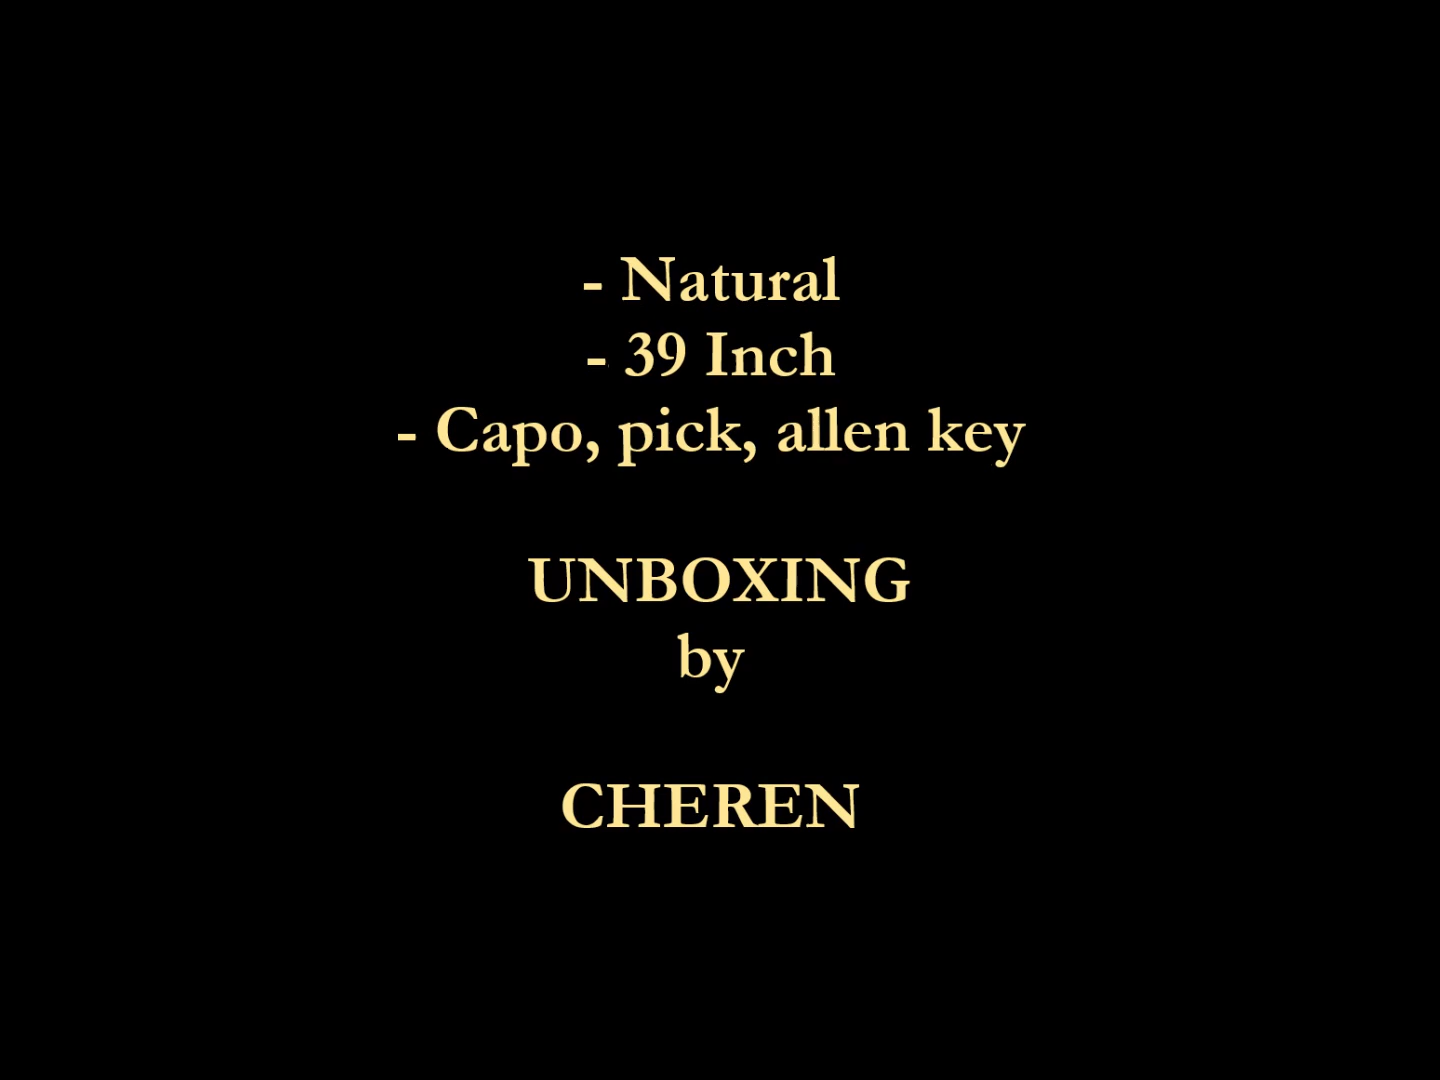 - Natural
- 39 Inch
- Capo, pick, allen key
UNBOXING
by
CHEREN